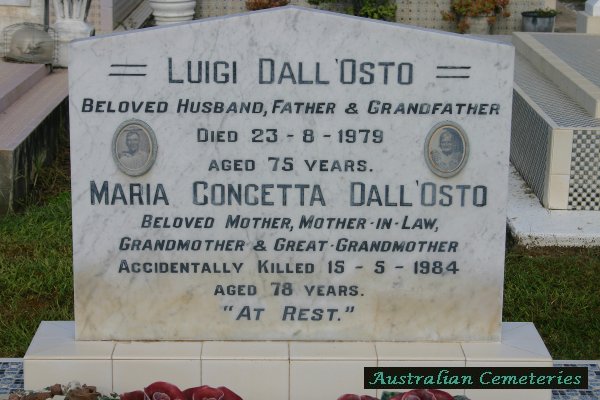 LUIGI DALL'OSTO
BELOVED HUSBAND, FATHER & GRANDFATHER
DIED 23 - 8 - 1979
AGED 75 YEARS.
MARIA CONCETTA DALL'OSTO
BELOVED MOTHER, MOTHER-IN-LAW,
GRANDMOTHER & GREAT-GRANDMOTHER
ACCIDENTALLY KILLED 15 - 5 - 1984
AGED 78 YEARS.
"AT REST."
Australian Cemeteries